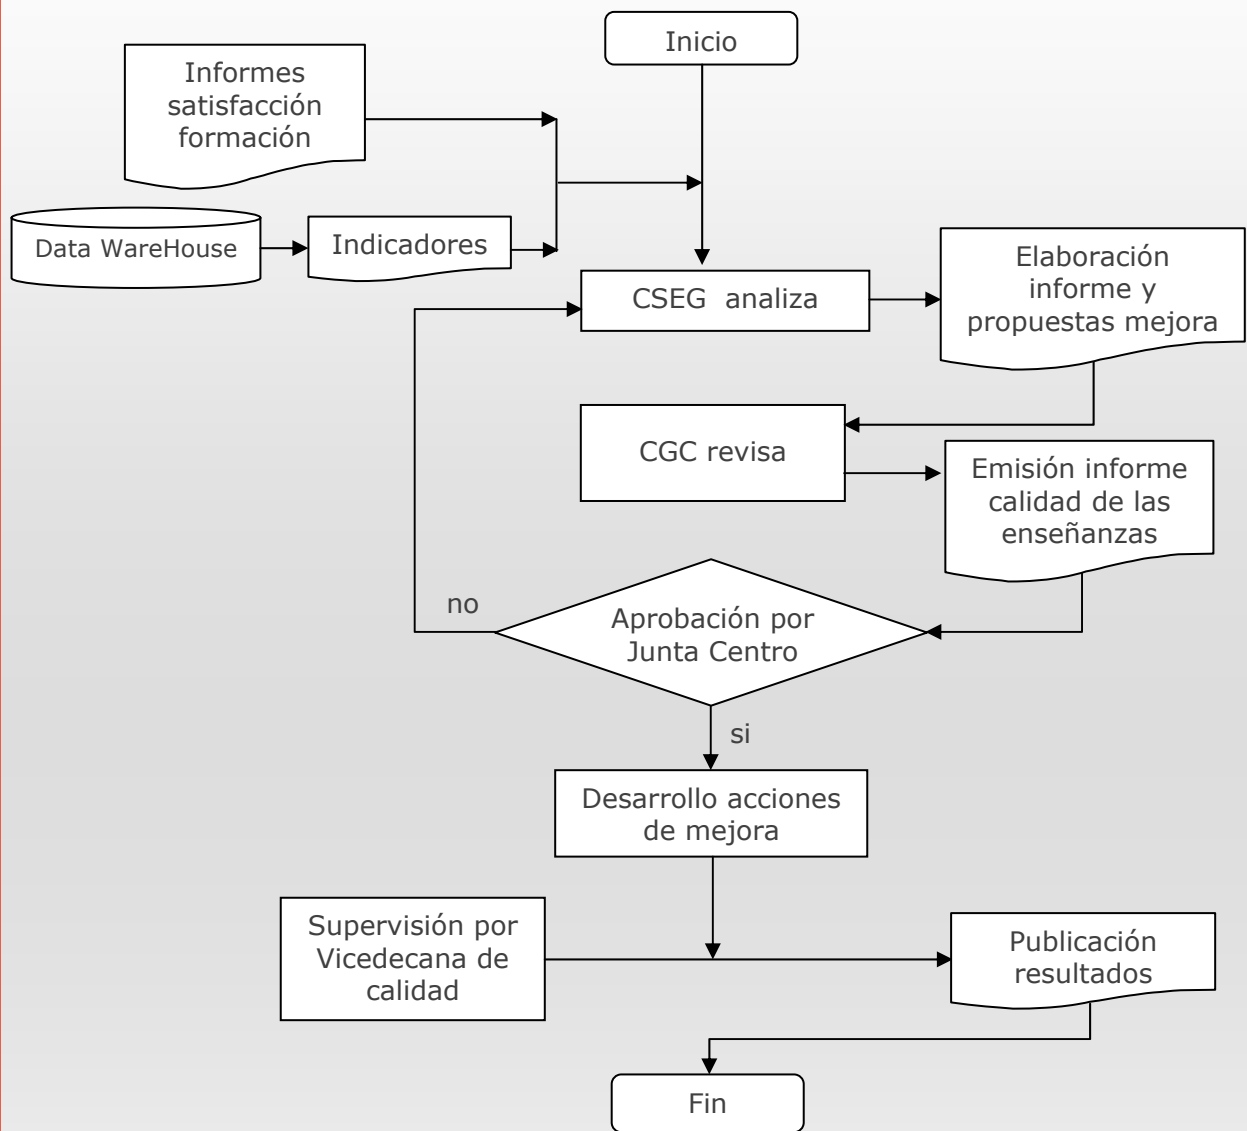 Inicio
Informes
satisfacción
formación
Data WareHouse
Indicadores
CSEG analiza
Elaboración
informe y
propuestas mejora
CGC revisa
Emisión informe
calidad de las
enseñanzas
no
Aprobación por
Junta Centro
si
Desarrollo acciones
de mejora
Supervisión por
Vicedecana de
calidad
Publicación
resultados
Fin